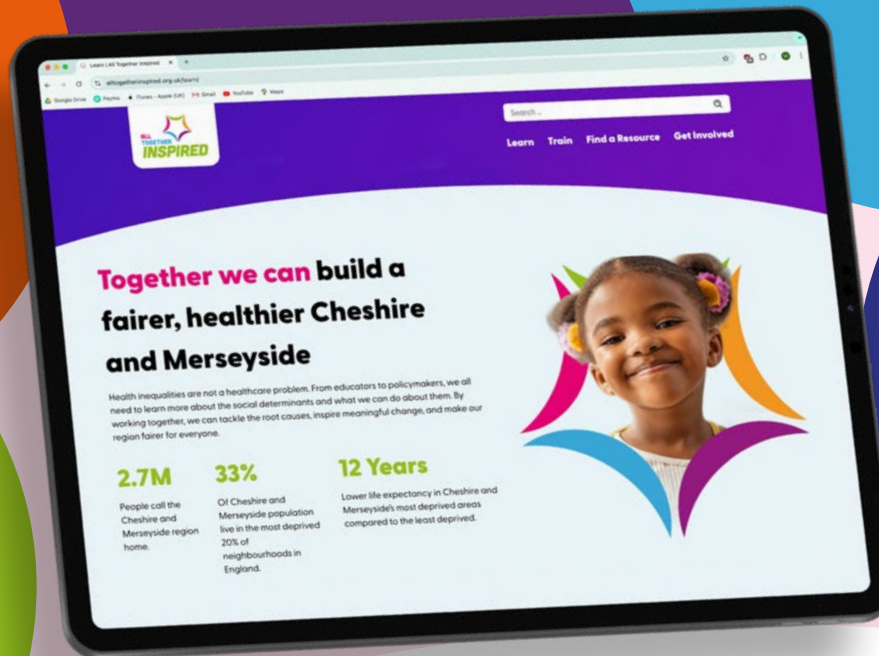 Learn | All Together Inspired
alltogetherinspired.org.uk/learn/
Google Drive Paytte iTunes - Apple (UK) Gmail YouTube Maps
Search ...
ALL
TOGETHER
INSPIRED
Learn Train Find a Resource Get Involved
Together we can build a
fairer, healthier Cheshire
and Merseyside
Health inequalities are not a healthcare problem. From educators to policymakers, we all
need to learn more about the social determinants and what we can do about them. By
working together, we can tackle the root causes, inspire meaningful change, and make our
region fairer for everyone.
2.7M
People call the
Cheshire and
Merseyside region
home.
33%
Of Cheshire and
Merseyside population
live in the most deprived
20% of
neighbourhoods in
England.
12 Years
Lower life expectancy in Cheshire and
Merseyside's most deprived areas
compared to the least deprived.